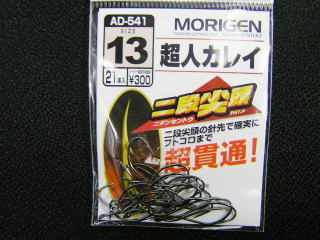 AD-541
SIZE
13
21本入
¥300
MORIGEN
超人カレイ
二段尖頭
ニダンセントウ
PAT.P
二段尖頭の針先で確実に
フトコロまで
超貫通!